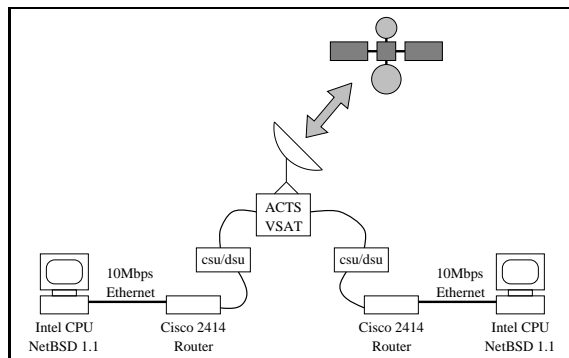 ACTS
VSAT
csu/dsu
csu/dsu
10Mbps
Ethernet
10Mbps
Ethernet
Intel CPU
NetBSD 1.1
Cisco 2414
Router
Cisco 2414
Router
Intel CPU
NetBSD 1.1